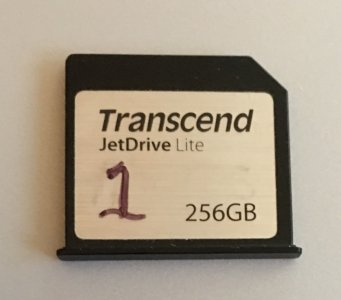 Transcend
JetDrive Lite
1
256GB